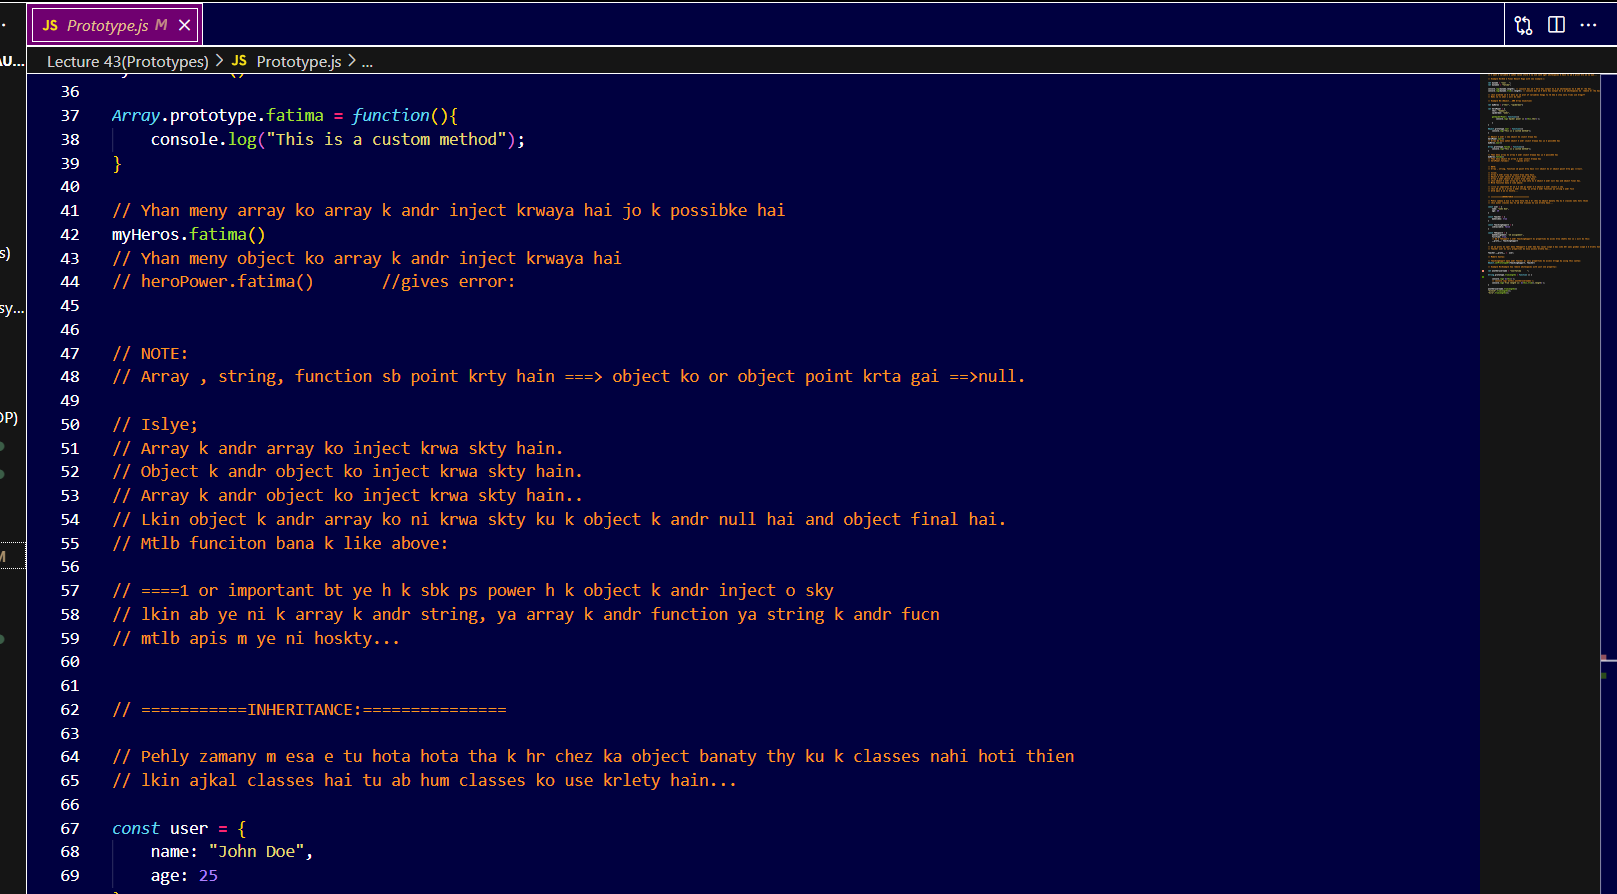 JS Prototype.js M ×
AU...
Lecture 43(Prototypes) > JS Prototype.js > ...
36
37 Array.prototype.fatima = function(){
38 console.log("This is a custom method");
39 }
40
41 // Yhan meny array ko array k andr inject krwaya hai jo k possibke hai
42 myHeros.fatima()
43 // Yhan meny object ko array k andr inject krwaya hai
44 // heroPower.fatima() //gives error:
45
46
47 // NOTE:
48 // Array , string, function sb point krty hain ===> object ko or object point krta gai ==>null.
49
50 // Islye;
51 // Array k andr array ko inject krwa skty hain.
52 // Object k andr object ko inject krwa skty hain.
53 // Array k andr object ko inject krwa skty hain..
54 // Lkin object k andr array ko ni krwa skty ku k object k andr null hai and object final hai.
55 // Mtlb funciton bana k like above:
56
57 // ====1 or important bt ye h k sbk ps power h k object k andr inject o sky
58 // lkin ab ye ni k array k andr string, ya array k andr function ya string k andr fucn
59 // mtlb apis m ye ni hoskty...
60
61
62 // ===========INHERITANCE:===============
63
64 // Pehly zamany m esa e tu hota hota tha k hr chez ka object banaty thy ku k classes nahi hoti thien
65 // lkin ajkal classes hai tu ab hum classes ko use krlety hain...
66
67 const user = {
68 name: "John Doe",
69 age: 25
s)
sy...
OP)
M